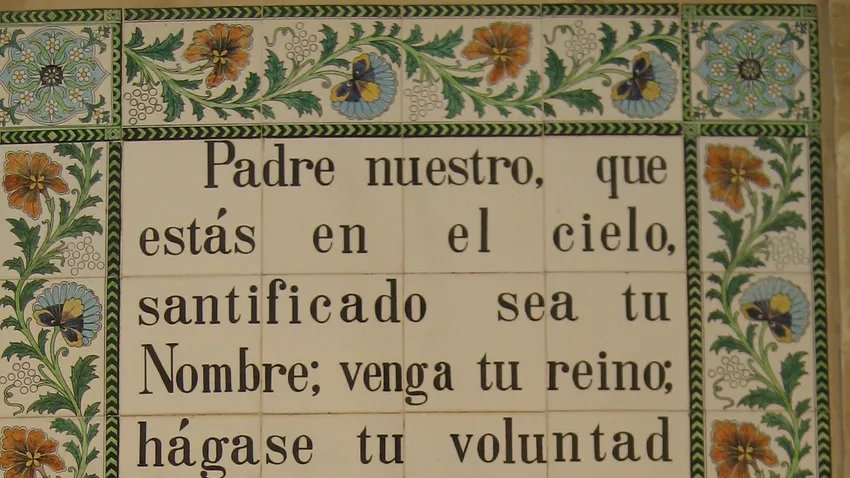 Padre nuestro, que
estás en el cielo,
santificado sea tu
Nombre; venga tu reino;
hágase tu voluntad